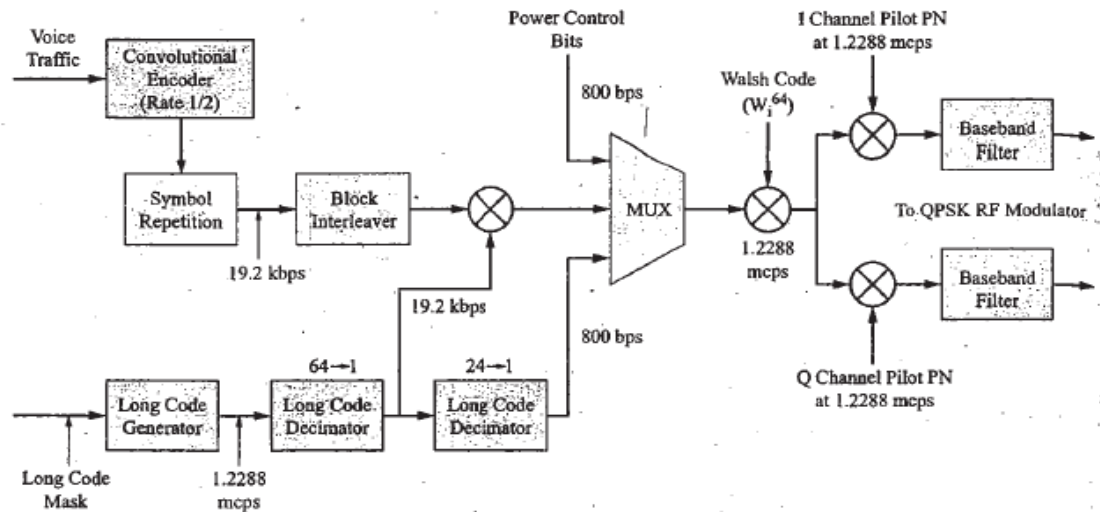 Voice
Traffic
Convolutional
Encoder
(Rate 1/2)
Power Control
Bits
800 bps
I Channel Pilot PN
at 1.2288 mcps
Walsh Code
(Wi^64)
Baseband
Filter
Symbol
Repetition
Block
Interleaver
MUX
To QPSK RF Modulator
19.2 kbps
1.2288
mcps
Baseband
Filter
19.2 kbps
800 bps
64→1
24→1
Q Channel Pilot PN
at 1.2288 mcps
Long Code
Generator
Long Code
Decimator
Long Code
Decimator
Long Code
Mask
1.2288
mcps